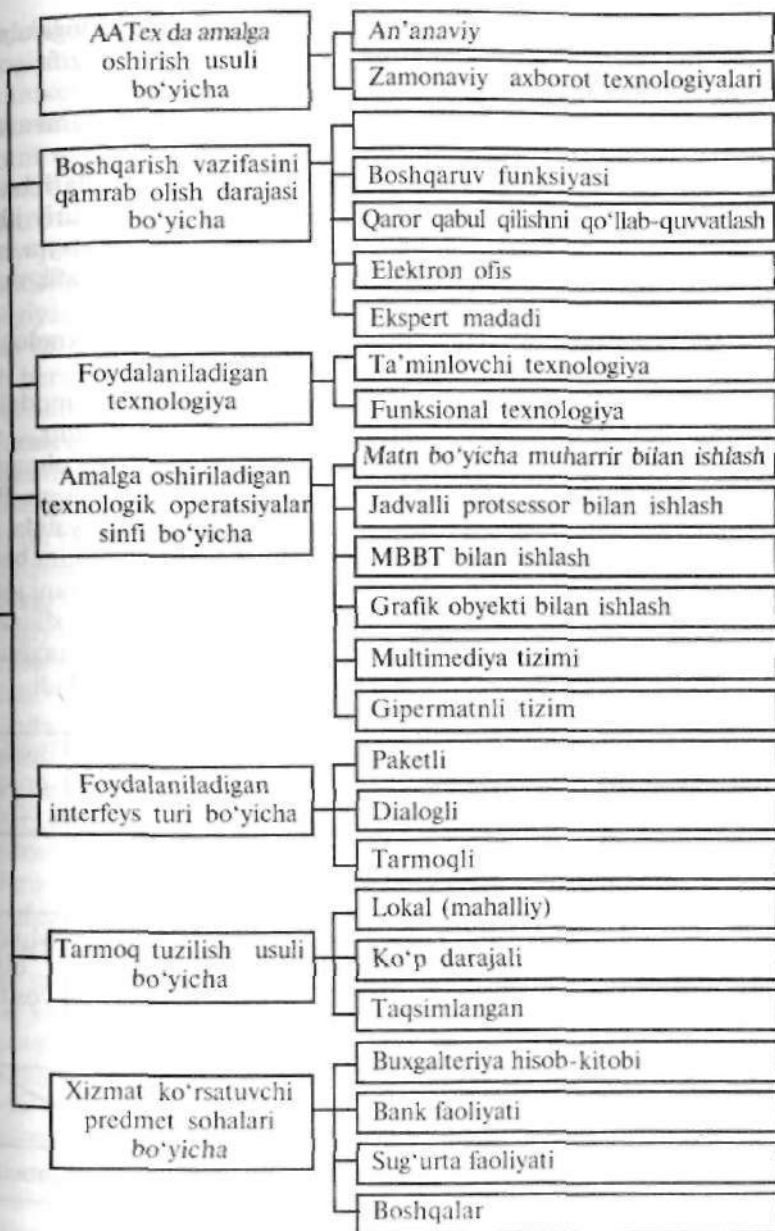 AATex da amalga
oshirish usuli
bo‘yicha
An’anaviy
Zamonaviy axborot texnologiyalari
Boshqarish vazifasini
qamrab olish darajasi
bo‘yicha
Boshqaruv funksiyasi
Qaror qabul qilishni qo‘llab-quvvatlash
Elektron ofis
Ekspert madadi
Foydalaniladigan
texnologiya
Ta’minlovchi texnologiya
Funksional texnologiya
Amalga oshiriladigan
texnologik operatsiyalar
sinfi bo‘yicha
Matn bo‘yicha muharrir bilan ishlash
Jadvalli protsessor bilan ishlash
MBBT bilan ishlash
Grafik obyekti bilan ishlash
Multimediya tizimi
Gipermatnli tizim
Foydalaniladigan
interfeys turi bo‘yicha
Paketli
Dialogli
Tarmoqli
Tarmoq tuzilish usuli
bo‘yicha
Lokal (mahalliy)
Ko‘p darajali
Taqsimlangan
Xizmat ko‘rsatuvchi
predmet sohalari
bo‘yicha
Buxgalteriya hisob-kitobi
Bank faoliyati
Sug‘urta faoliyati
Boshqalar